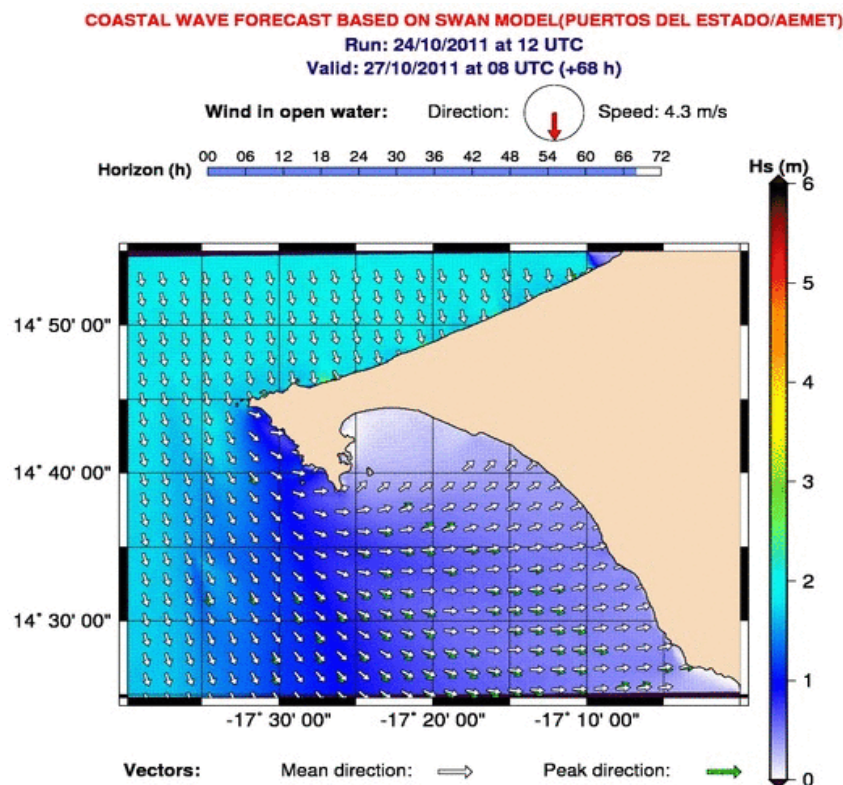 COASTAL WAVE FORECAST BASED ON SWAN MODEL(PUERTOS DEL ESTADO/AEMET)
Run: 24/10/2011 at 12 UTC
Valid: 27/10/2011 at 08 UTC (+68 h)
Wind in open water: Direction: Speed: 4.3 m/s
00 06 12 18 24 30 36 42 48 54 60 66 72
Horizon (h)
Hs (m)
6
5
4
3
2
1
0
14° 50' 00"
14° 40' 00"
14° 30' 00"
-17° 30' 00" -17° 20' 00" -17° 10' 00"
Vectors: Mean direction: Peak direction: